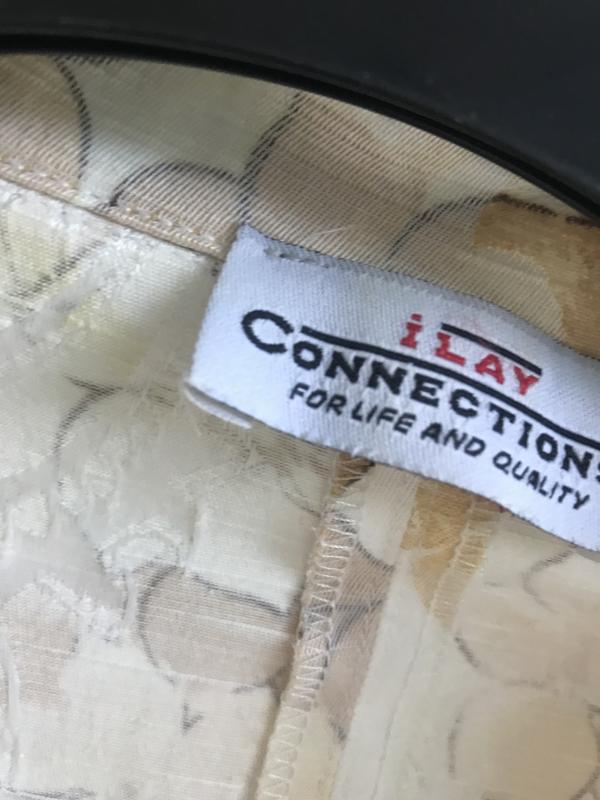 iLAY
CONNECTIONS
FOR LIFE AND QUALITY